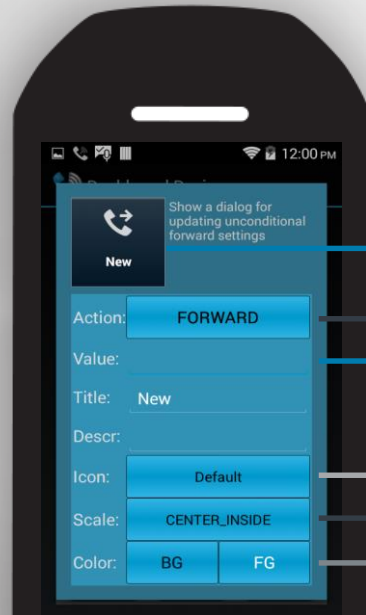 12:00 PM
Show a dialog for
updating unconditional
forward settings
New
Action: FORWARD
Value:
Title: New
Descr:
Icon: Default
Scale: CENTER_INSIDE
Color: BG FG